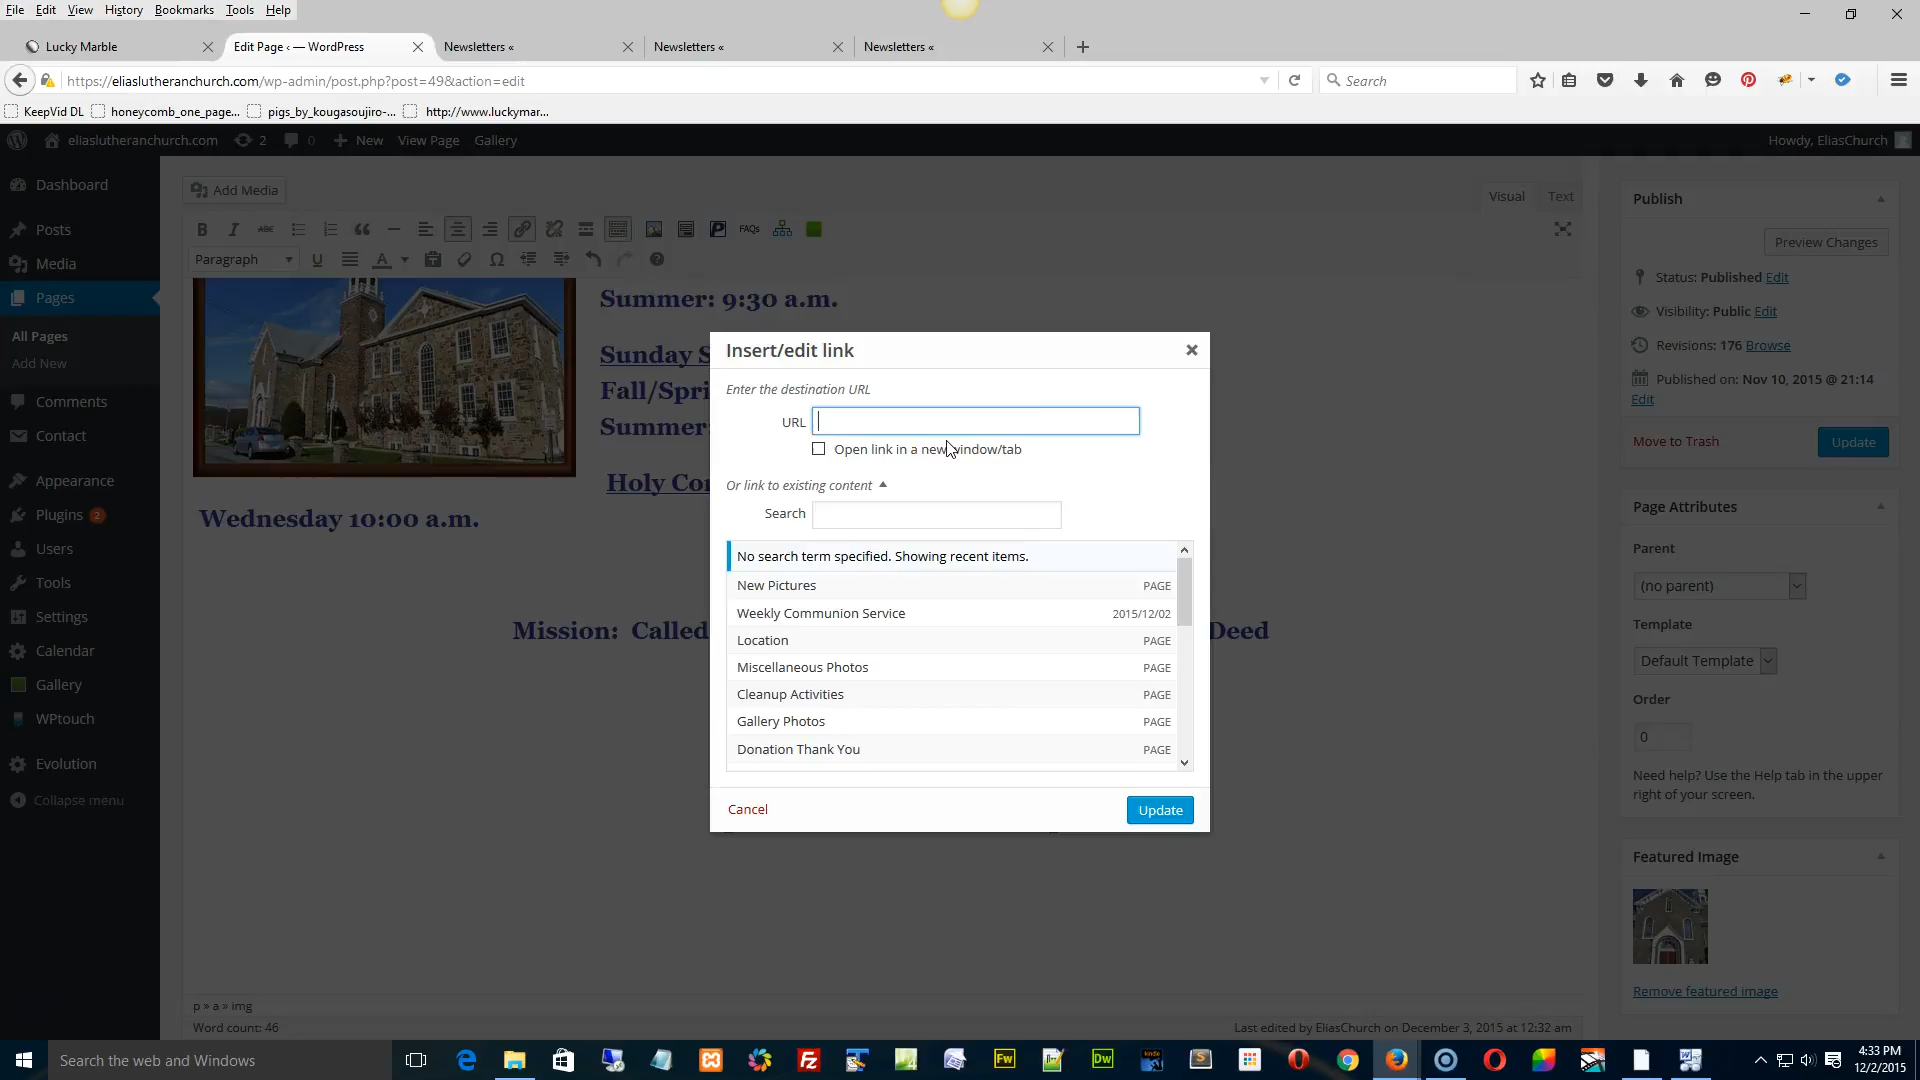 File Edit View History Bookmarks Tools Help
Lucky Marble
Edit Page ‹ — WordPress
Newsletters «
Newsletters «
Newsletters «
https://eliaslutheranchurch.com/wp-admin/post.php?post=49&action=edit
Search
KeepVid DL
honeycomb_one_page...
pigs_by_kougasoujiro-...
http://www.luckymar...
eliaslutheranchurch.com
2
0
New
View Page
Gallery
Howdy, EliasChurch
Dashboard
Posts
Media
Pages
All Pages
Add New
Comments
Contact
Appearance
Plugins 2
Users
Tools
Settings
Calendar
Gallery
WPtouch
Evolution
Collapse menu
Add Media
Visual
Text
B I ABC
FAQs
Paragraph
U
A
Summer: 9:30 a.m.
Sunday S
Fall/Spri
Summer:
Holy Con
Wednesday 10:00 a.m.
Mission: Called
Deed
p » a » img
Word count: 46
Last edited by EliasChurch on December 3, 2015 at 12:32 am
Insert/edit link
Enter the destination URL
URL
Open link in a new window/tab
Or link to existing content
Search
No search term specified. Showing recent items.
New Pictures PAGE
Weekly Communion Service 2015/12/02
Location PAGE
Miscellaneous Photos PAGE
Cleanup Activities PAGE
Gallery Photos PAGE
Donation Thank You PAGE
Cancel
Update
Publish
Preview Changes
Status: Published Edit
Visibility: Public Edit
Revisions: 176 Browse
Published on: Nov 10, 2015 @ 21:14
Edit
Move to Trash
Update
Page Attributes
Parent
(no parent)
Template
Default Template
Order
0
Need help? Use the Help tab in the upper
right of your screen.
Featured Image
Remove featured image
Search the web and Windows
Fw
Dw
kindle
4:33 PM
12/2/2015